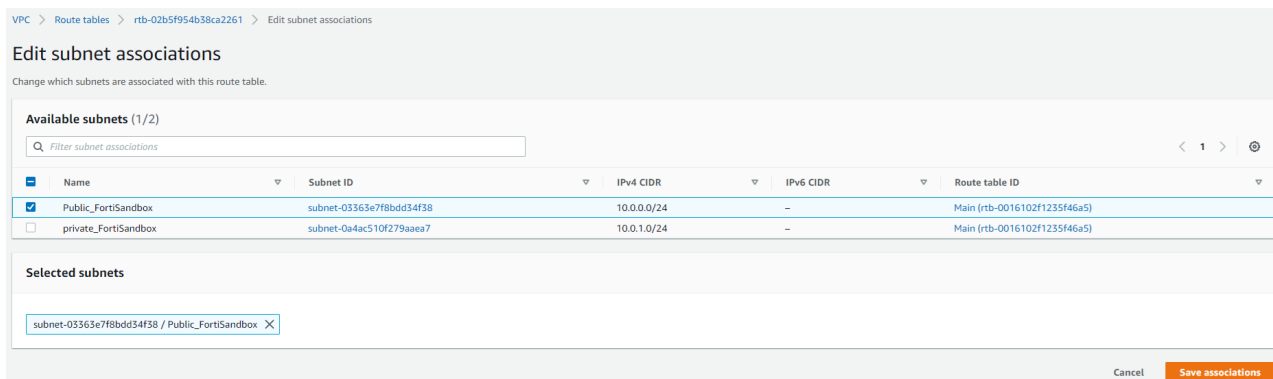 VPC > Route tables > rtb-02b5f954b38ca2261 > Edit subnet associations
Edit subnet associations
Change which subnets are associated with this route table.
Available subnets (1/2)
Filter subnet associations
< 1 >
Name Subnet ID IPv4 CIDR IPv6 CIDR Route table ID
Public_FortiSandbox subnet-03363e7f8bdd34f38 10.0.0.0/24 – Main (rtb-0016102f1235f46a5)
private_FortiSandbox subnet-0a4ac510f279aaea7 10.0.1.0/24 – Main (rtb-0016102f1235f46a5)
Selected subnets
subnet-03363e7f8bdd34f38 / Public_FortiSandbox X
Cancel Save associations